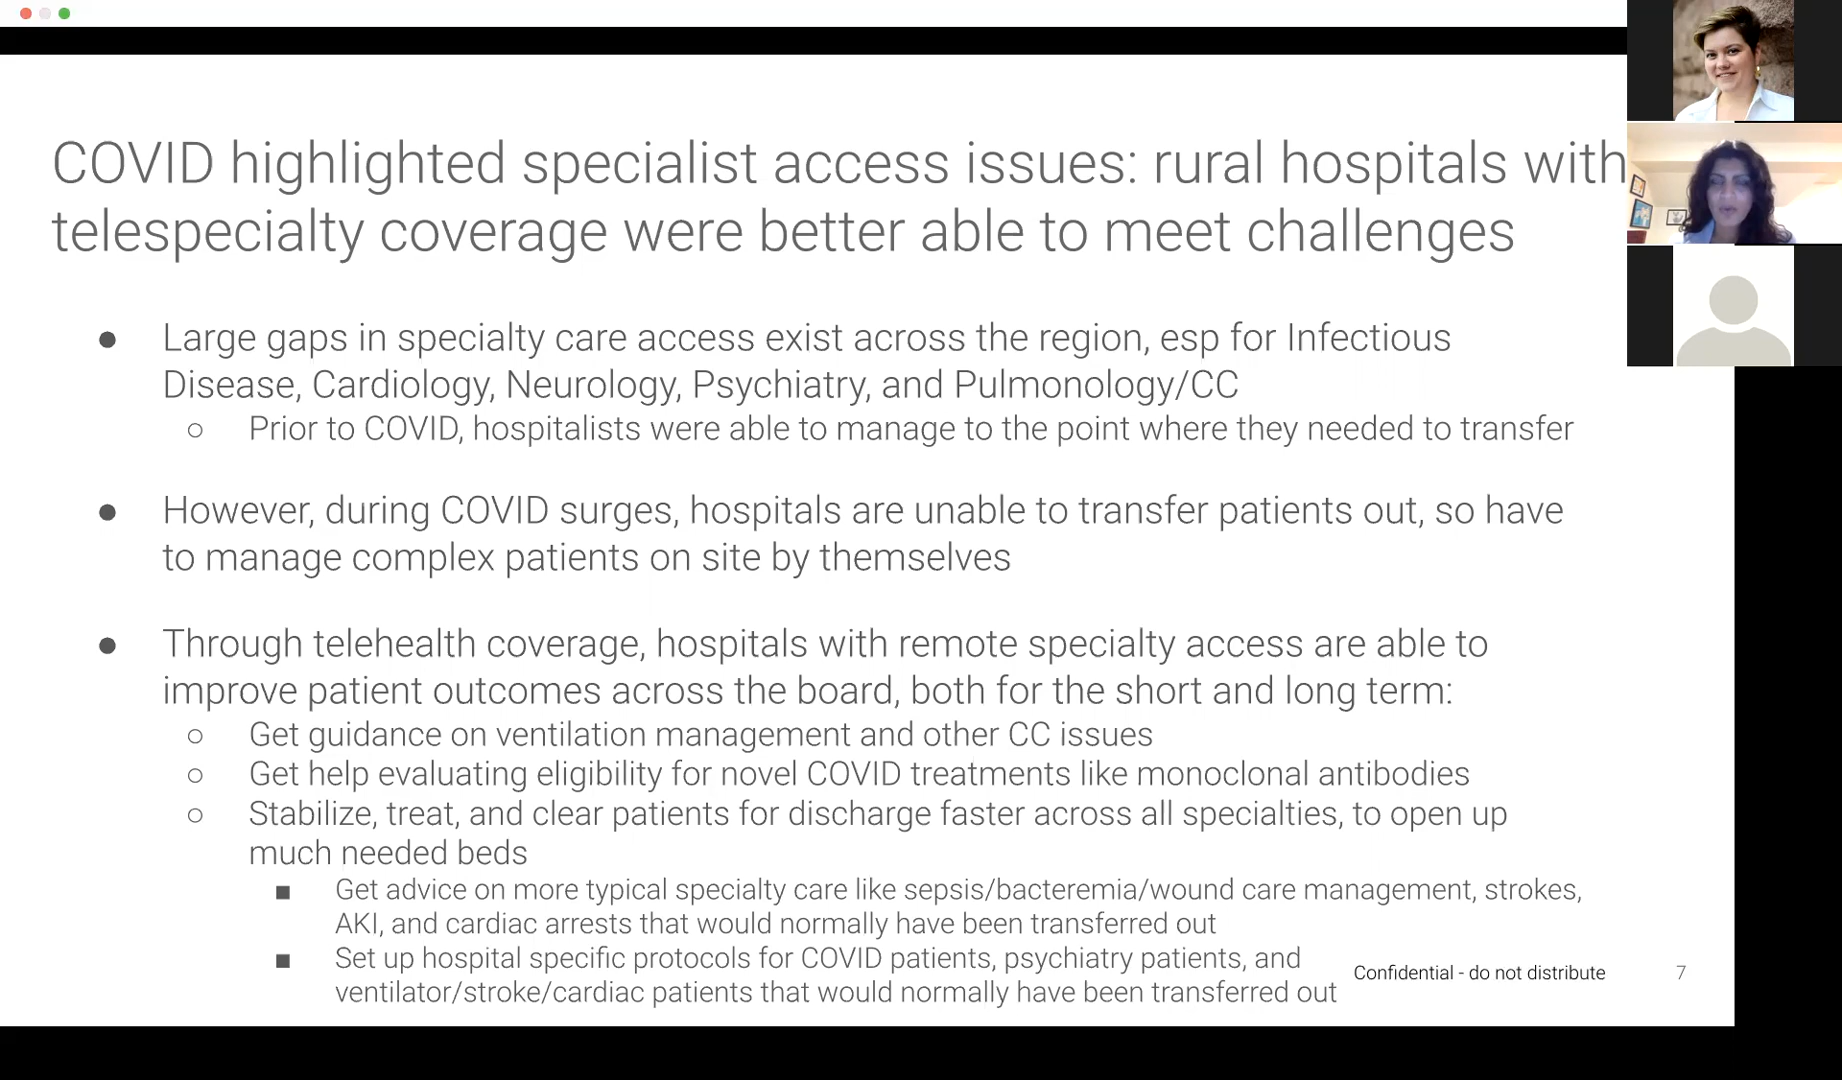 COVID highlighted specialist access issues: rural hospitals with
telespecialty coverage were better able to meet challenges
● Large gaps in specialty care access exist across the region, esp for Infectious
Disease, Cardiology, Neurology, Psychiatry, and Pulmonology/CC
○ Prior to COVID, hospitalists were able to manage to the point where they needed to transfer
● However, during COVID surges, hospitals are unable to transfer patients out, so have
to manage complex patients on site by themselves
● Through telehealth coverage, hospitals with remote specialty access are able to
improve patient outcomes across the board, both for the short and long term:
○ Get guidance on ventilation management and other CC issues
○ Get help evaluating eligibility for novel COVID treatments like monoclonal antibodies
○ Stabilize, treat, and clear patients for discharge faster across all specialties, to open up
much needed beds
■ Get advice on more typical specialty care like sepsis/bacteremia/wound care management, strokes,
AKI, and cardiac arrests that would normally have been transferred out
■ Set up hospital specific protocols for COVID patients, psychiatry patients, and
ventilator/stroke/cardiac patients that would normally have been transferred out
Confidential - do not distribute
7